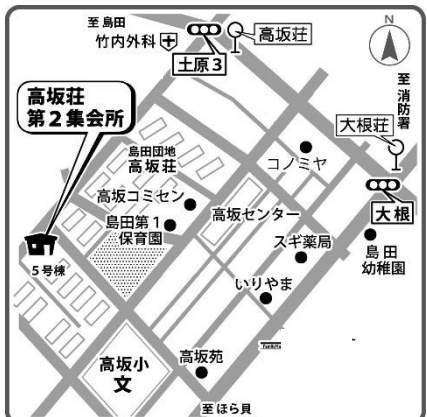 至 島田
竹内外科
高坂荘
土原3
N
至 消防署
高坂荘
第2集会所
大根荘
島田団地
高坂荘
コノミヤ
高坂コミセン
大根
島田第1
保育園
高坂センター
スギ薬局
島田
幼稚園
5号棟
いりやま
高坂小
文
高坂苑
至 ほら貝